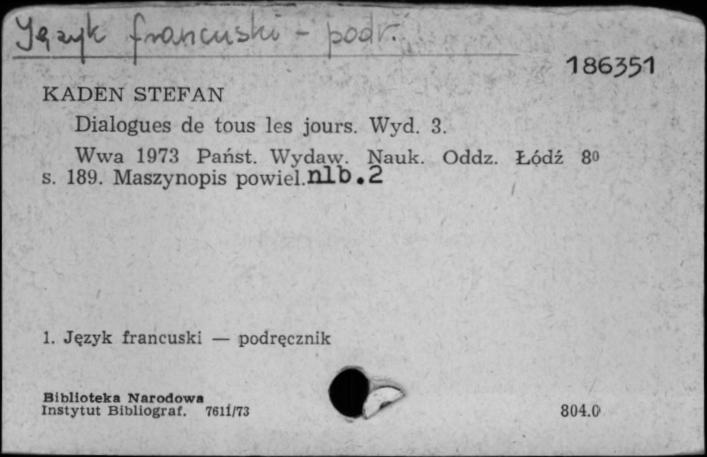 Język francuski - podr.
186351
KADEN STEFAN
Dialogues de tous les jours. Wyd. 3.
Wwa 1973 Państ. Wydaw. Nauk. Oddz. Łódź 8⁰
s. 189. Maszynopis powiel.nlb.2
1. Język francuski — podręcznik
Biblioteka Narodowa
Instytut Bibliograf. 7611/73
804.0